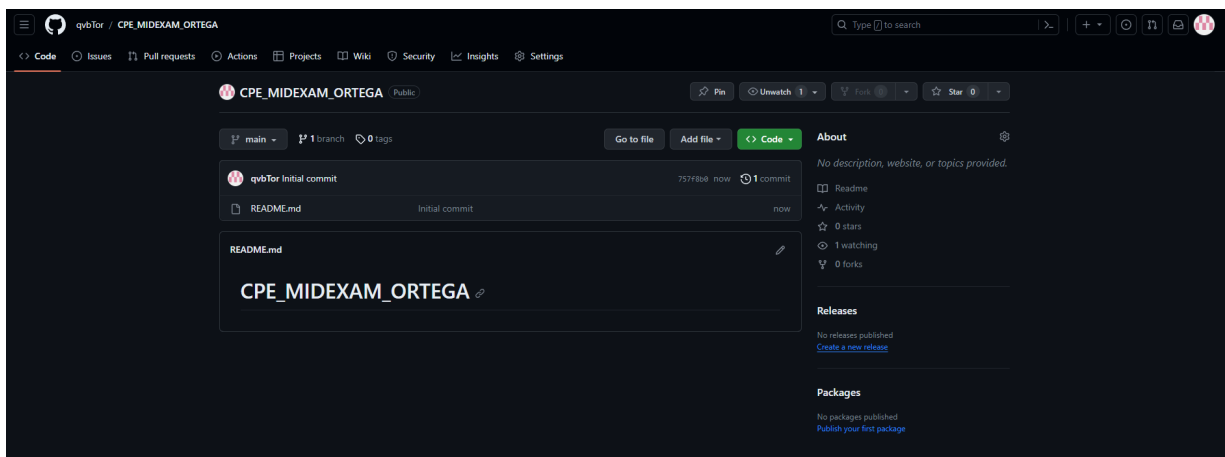 qvbTor / CPE_MIDEXAM_ORTEGA
Type / to search
Code Issues Pull requests Actions Projects Wiki Security Insights Settings
CPE_MIDEXAM_ORTEGA Public
Pin Unwatch 1 Fork 0 Star 0
main 1 branch 0 tags
Go to file Add file Code
qvbTor Initial commit 757f8b0 now 1 commit
README.md Initial commit now
README.md
CPE_MIDEXAM_ORTEGA
About
No description, website, or topics provided.
Readme
Activity
0 stars
1 watching
0 forks
Releases
No releases published
Create a new release
Packages
No packages published
Publish your first package